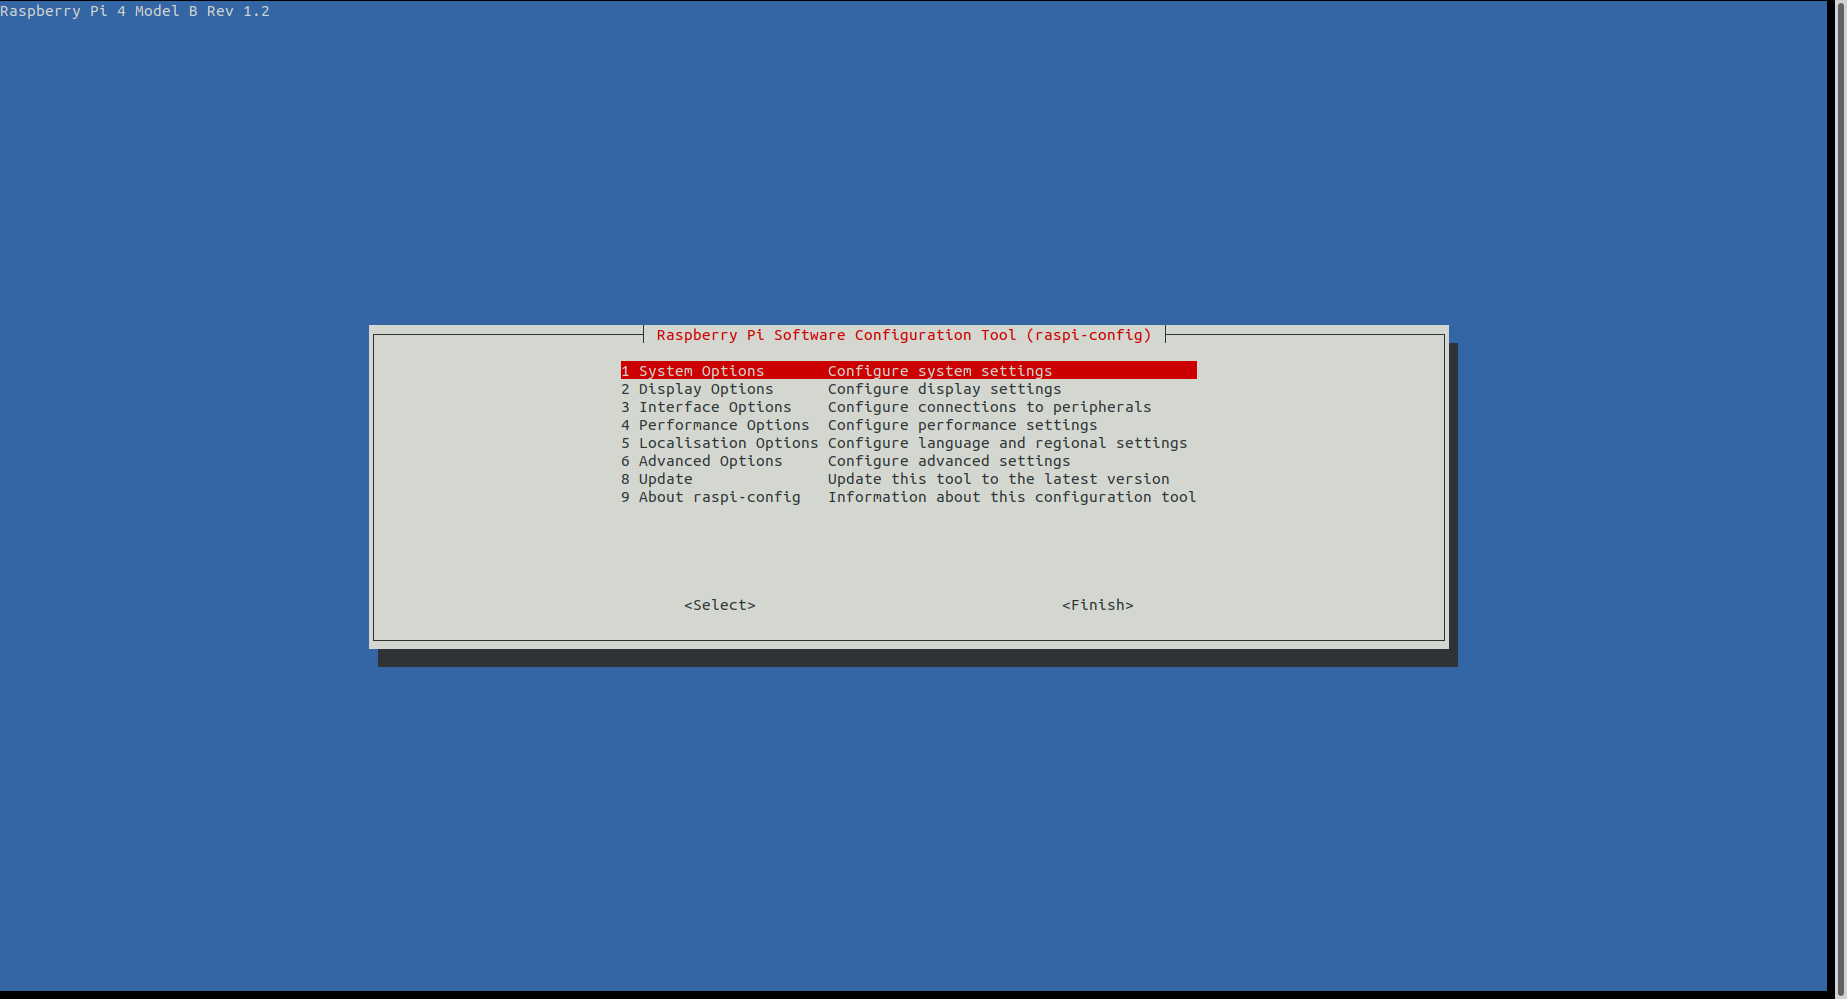 Raspberry Pi 4 Model B Rev 1.2
Raspberry Pi Software Configuration Tool (raspi-config)
1 System Options Configure system settings
2 Display Options Configure display settings
3 Interface Options Configure connections to peripherals
4 Performance Options Configure performance settings
5 Localisation Options Configure language and regional settings
6 Advanced Options Configure advanced settings
8 Update Update this tool to the latest version
9 About raspi-config Information about this configuration tool
<Select> <Finish>